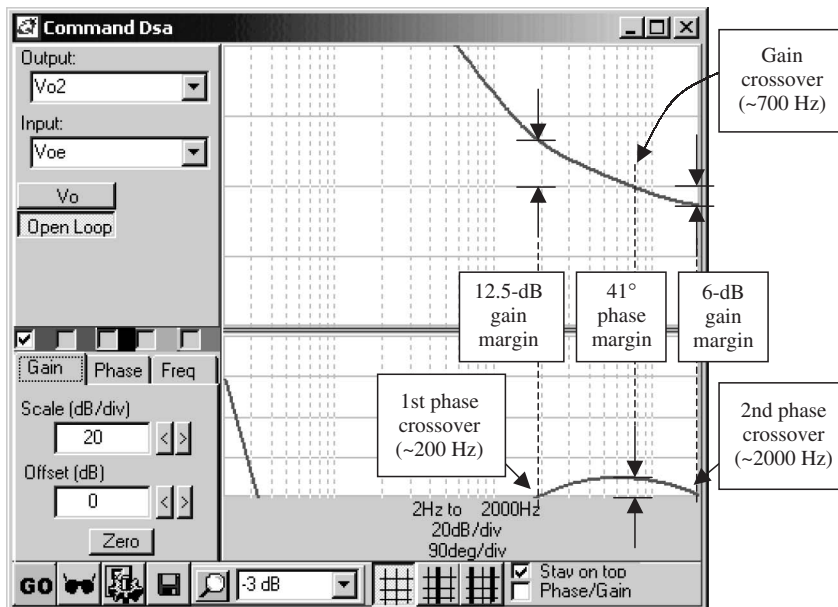 Command Dsa
Output:
Vo2
Input:
Voe
Vo
Open Loop
Gain
crossover
(~700 Hz)
12.5-dB
gain
margin
41°
phase
margin
6-dB
gain
margin
Gain Phase Freq
Scale (dB/div)
20
< >
Offset (dB)
0
< >
Zero
1st phase
crossover
(~200 Hz)
2nd phase
crossover
(~2000 Hz)
2Hz to 2000Hz
20dB/div
90deg/div
GO
-3 dB
Stay on top
Phase/Gain